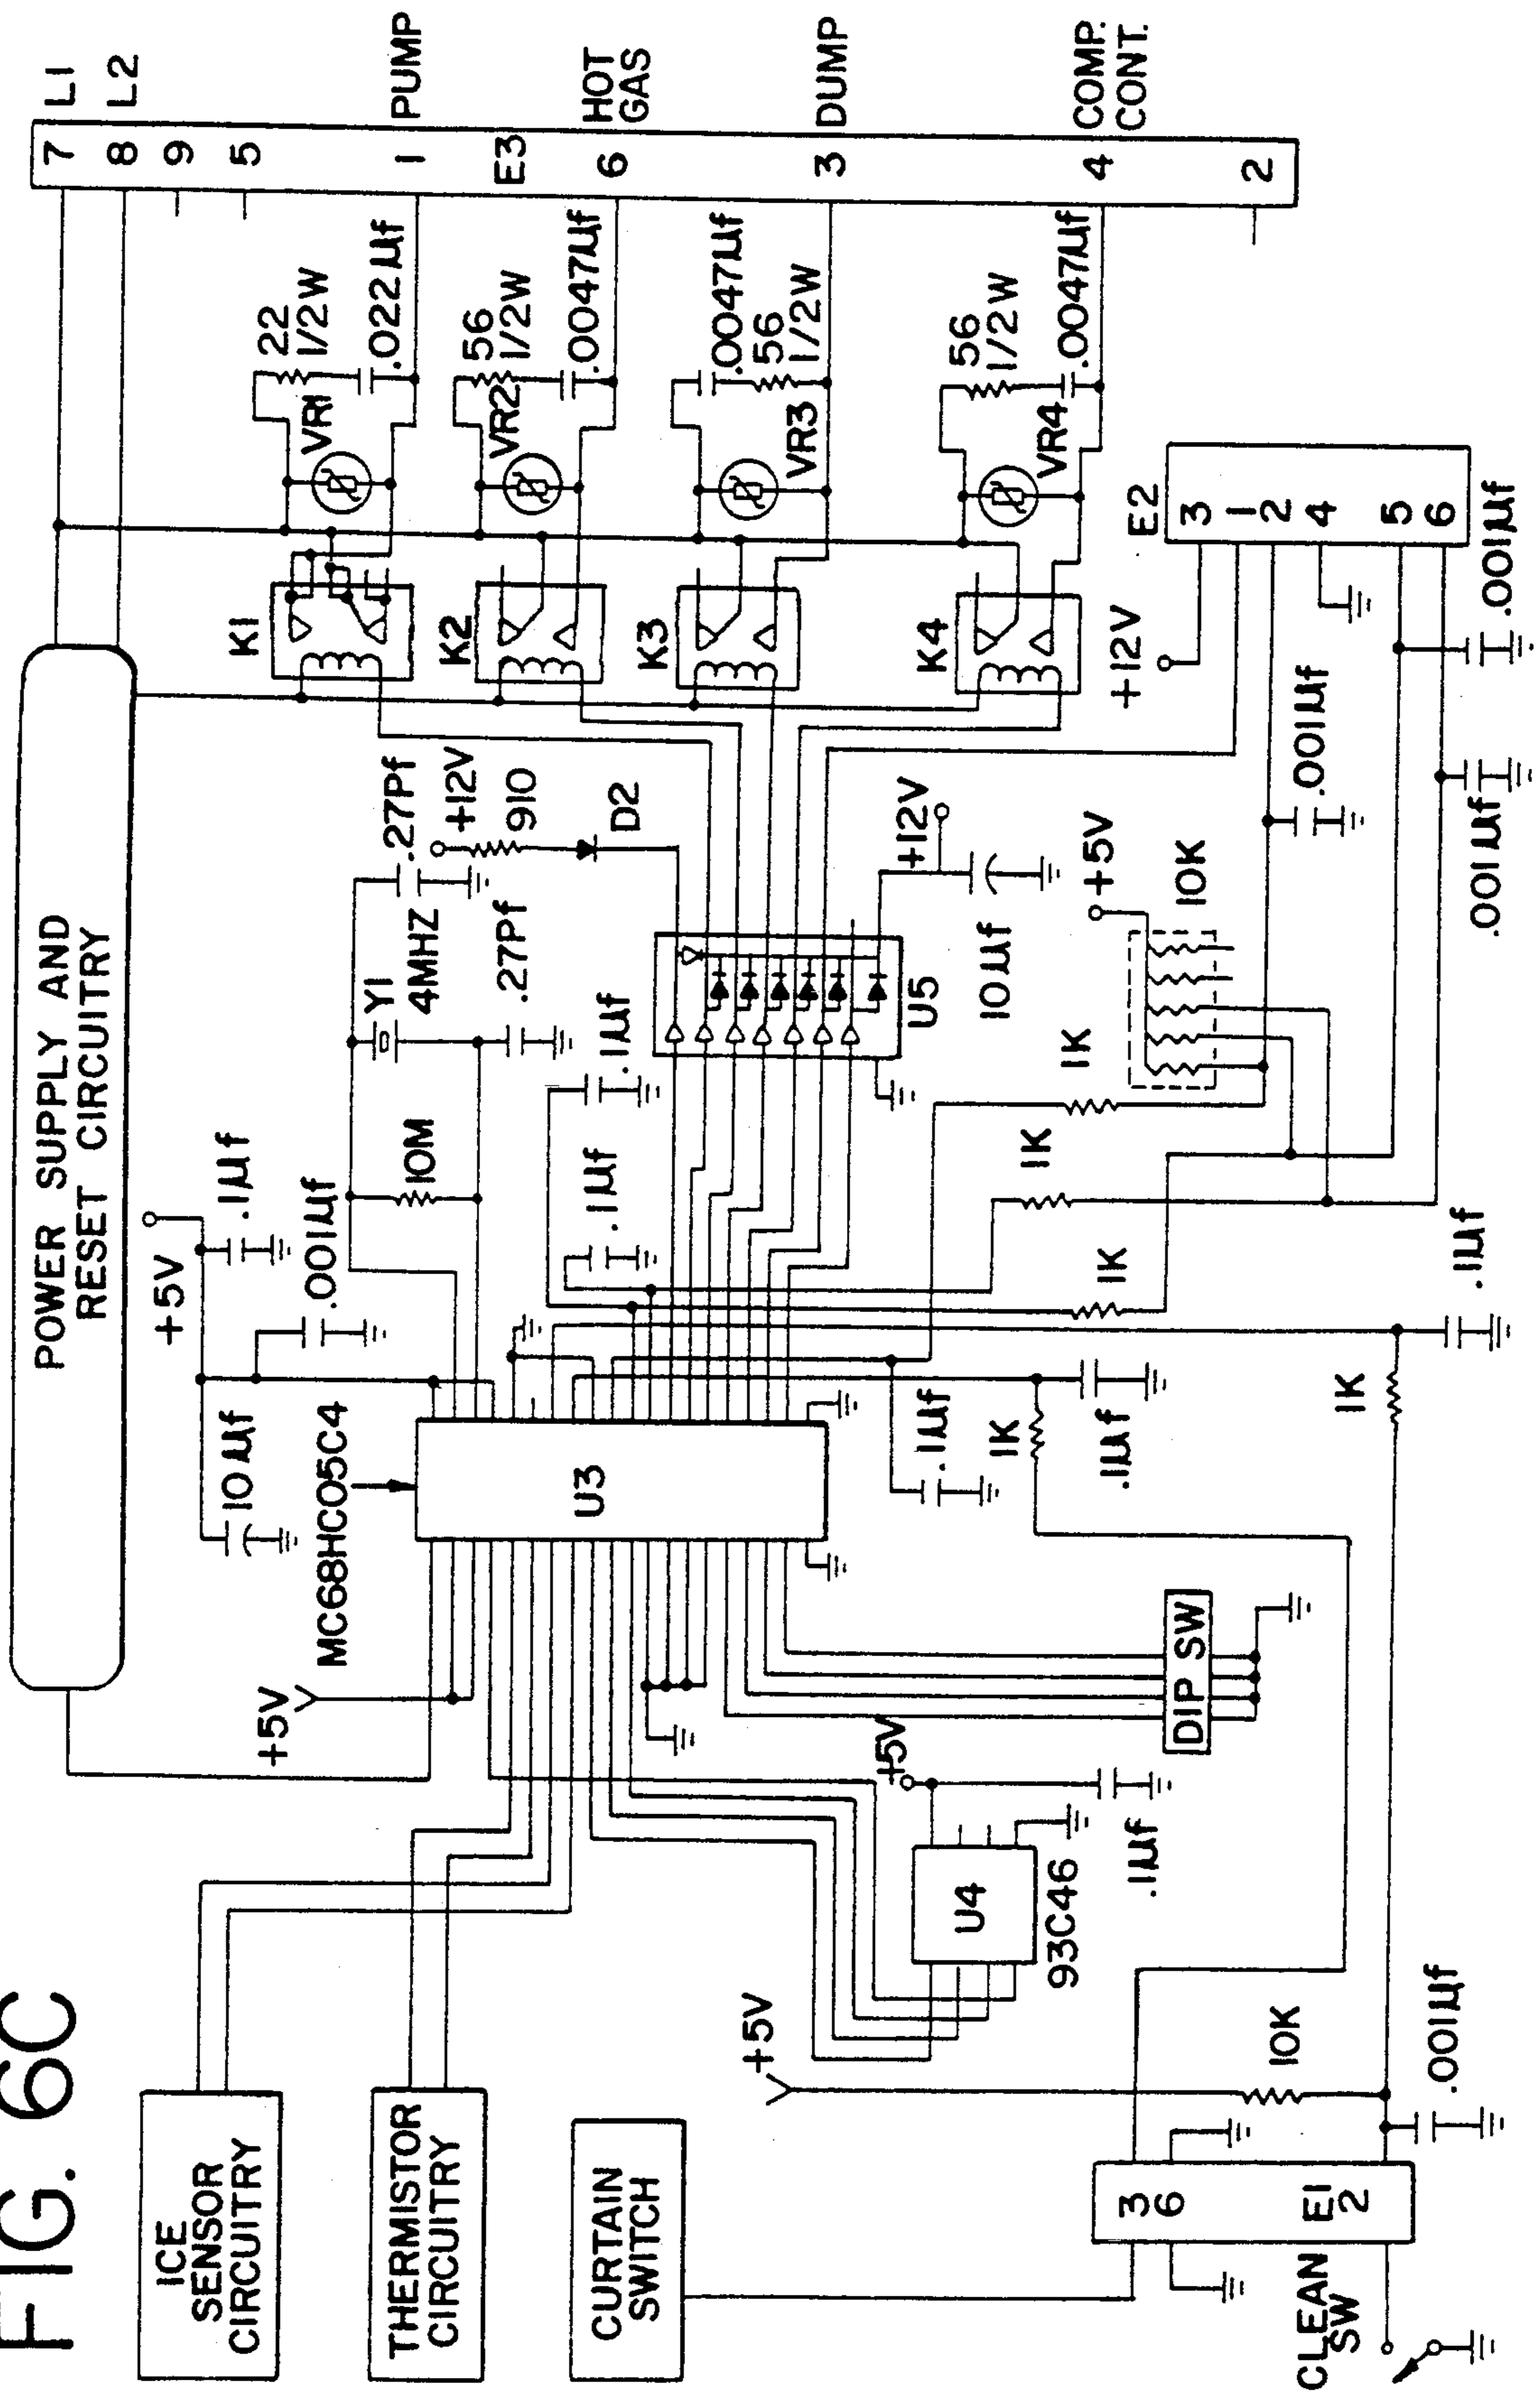 FIG. 6C
POWER SUPPLY AND
RESET CIRCUITRY
7
L1
8
L2
9
5
1
PUMP
E3
6
HOT
GAS
3
DUMP
4
COMP.
CONT.
2
22
1/2W
.022µf
VR1
56
1/2W
.0047µf
VR2
.0047µf
56
1/2W
VR3
56
1/2W
.0047µf
VR4
K1
K2
K3
K4
+5V
.1µf
.001µf
10µf
MC68HC05C4
10M
Y1
4MHZ
.27Pf
.27Pf
+12V
910
D2
.1µf
.1µf
U5
+12V
10µf
U3
+5V
ICE
SENSOR
CIRCUITRY
THERMISTOR
CIRCUITRY
CURTAIN
SWITCH
+5V
U4
93C46
.1µf
DIP SW
.1µf
1K
.1µf
1K
1K
1K
+5V
10K
+12V
E2
3
1
2
4
5
6
.001µf
.001µf
.001µf
1K
.1µf
+5V
10K
.001µf
3
6
E1
2
CLEAN
SW